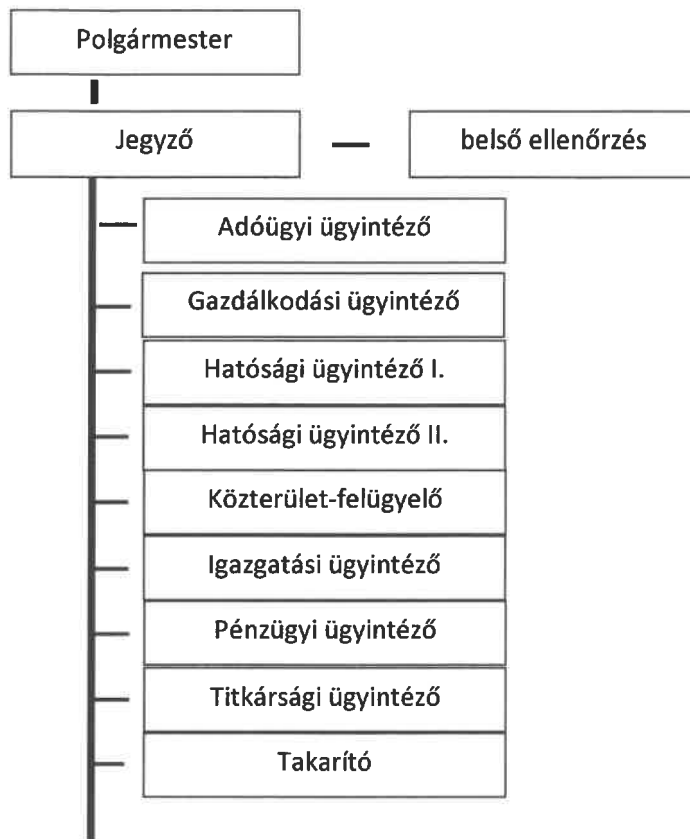 Polgármester
Jegyző
belső ellenőrzés
Adóügyi ügyintéző
Gazdálkodási ügyintéző
Hatósági ügyintéző I.
Hatósági ügyintéző II.
Közterület-felügyelő
Igazgatási ügyintéző
Pénzügyi ügyintéző
Titkársági ügyintéző
Takarító